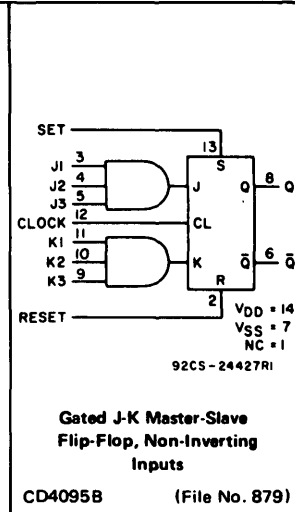 SET
13
S
J1 3
J2 4
J3 5
J
Q 8 Q
CLOCK 12
CL
K1 11
K2 10
K3 9
K
Q̄ 6 Q̄
R
2
RESET
VDD = 14
VSS = 7
NC = 1
92CS-24427R1
Gated J-K Master-Slave
Flip-Flop, Non-Inverting
Inputs
CD4095B (File No. 879)